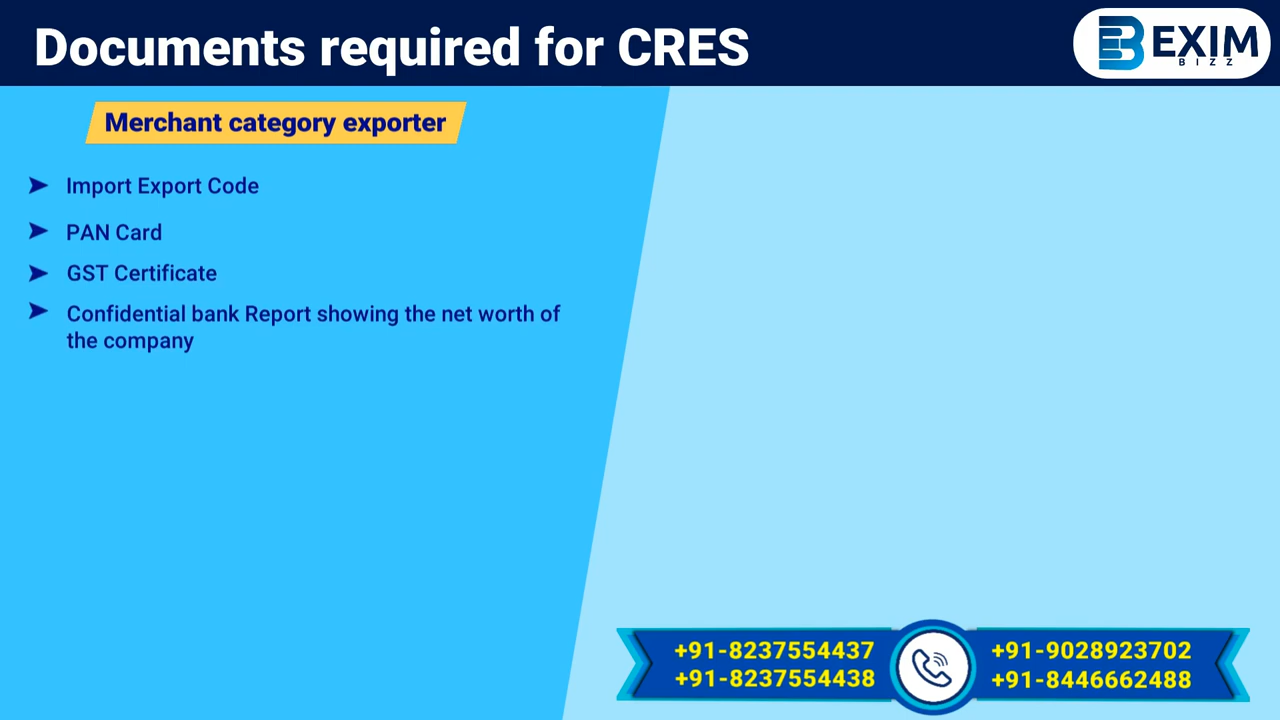 Documents required for CRES
EXIM
BIZZ
Merchant category exporter
Import Export Code
PAN Card
GST Certificate
Confidential bank Report showing the net worth of
the company
+91-8237554437
+91-8237554438
+91-9028923702
+91-8446662488